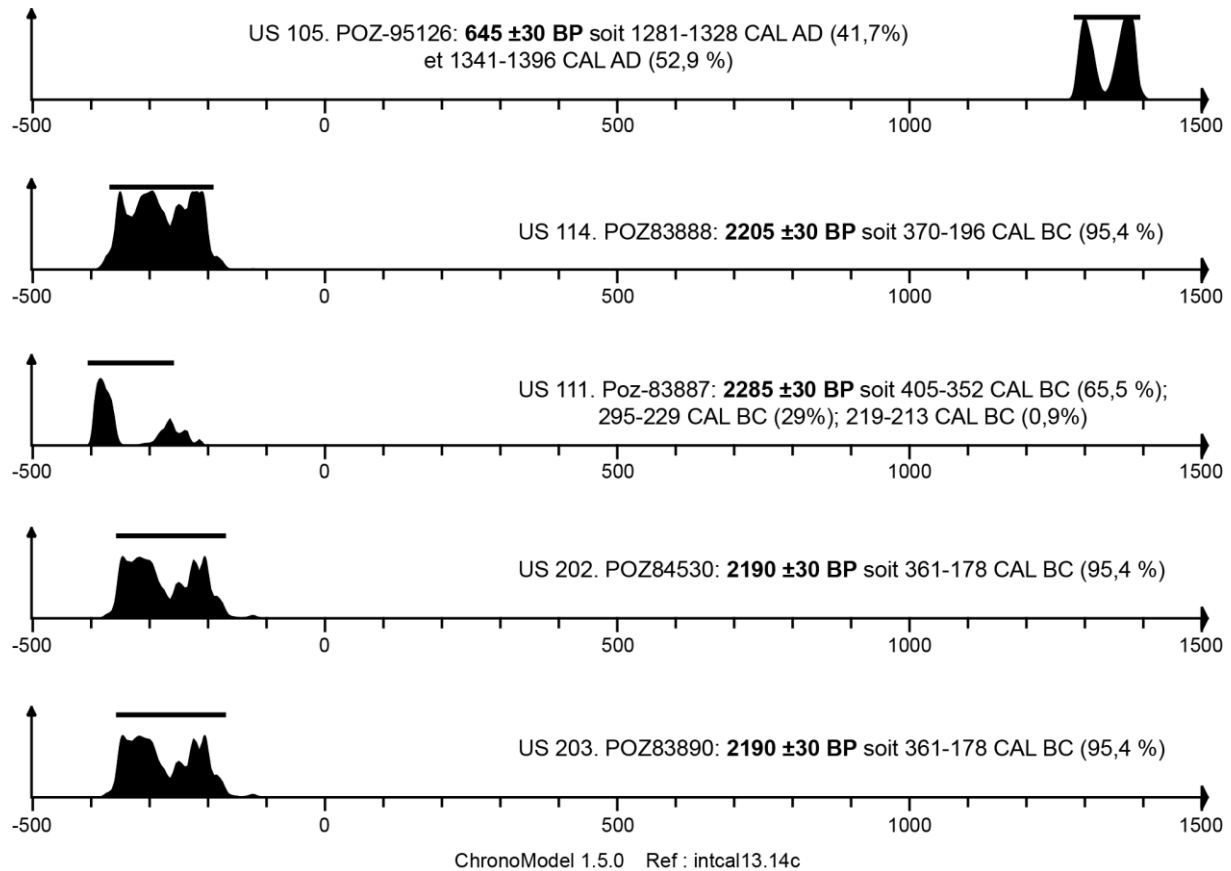 US 105. POZ-95126: 645 ±30 BP soit 1281-1328 CAL AD (41,7%)
et 1341-1396 CAL AD (52,9 %)
-500 0 500 1000 1500
US 114. POZ83888: 2205 ±30 BP soit 370-196 CAL BC (95,4 %)
-500 0 500 1000 1500
US 111. Poz-83887: 2285 ±30 BP soit 405-352 CAL BC (65,5 %);
295-229 CAL BC (29%); 219-213 CAL BC (0,9%)
-500 0 500 1000 1500
US 202. POZ84530: 2190 ±30 BP soit 361-178 CAL BC (95,4 %)
-500 0 500 1000 1500
US 203. POZ83890: 2190 ±30 BP soit 361-178 CAL BC (95,4 %)
-500 0 500 1000 1500
ChronoModel 1.5.0 Ref : intcal13.14c